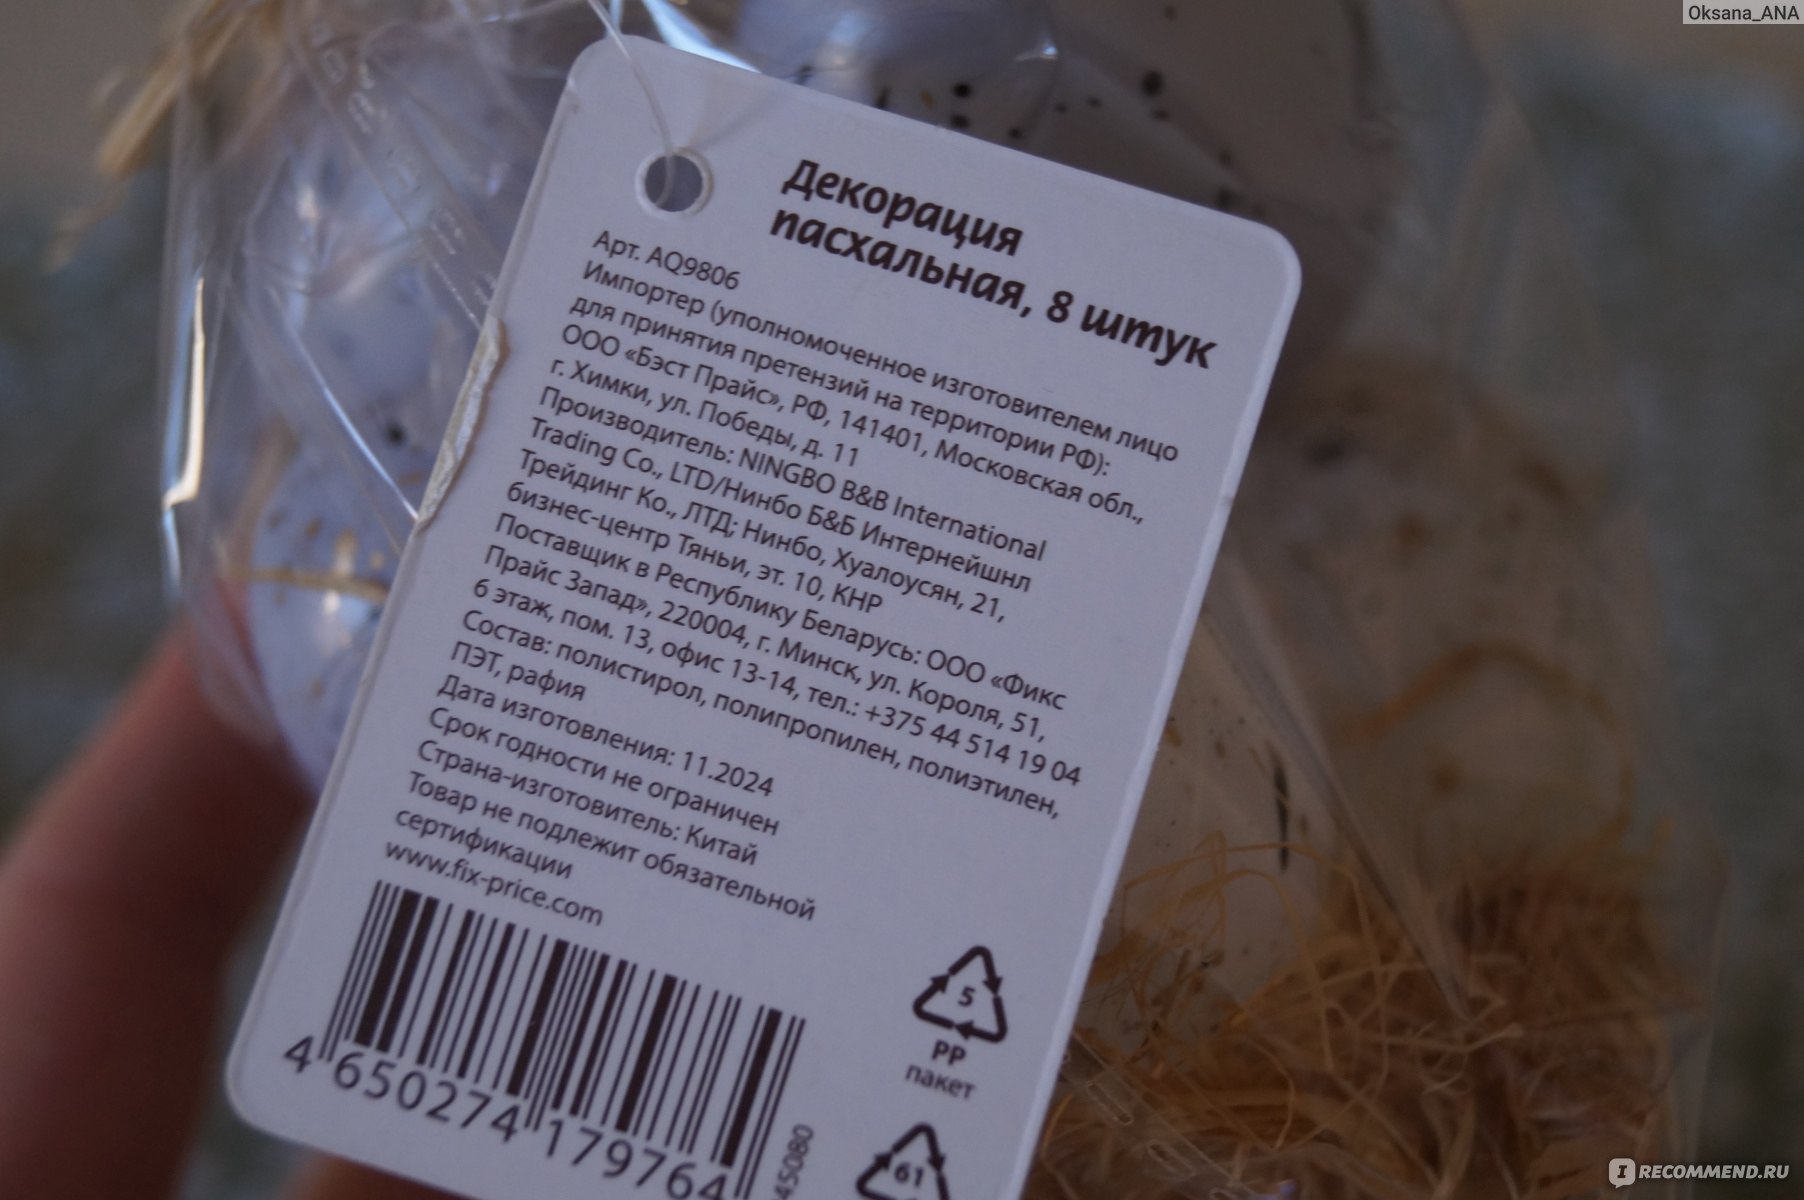 Oksana_ANA
Декорация
пасхальная, 8 штук
Арт. AQ9806
Импортер (уполномоченное изготовителем лицо
для принятия претензий на территории РФ):
ООО «Бэст Прайс», РФ, 141401, Московская обл.,
г. Химки, ул. Победы, д. 11
Производитель: NINGBO B&B International
Trading Co., LTD/Нинбо Б&Б Интернейшнл
Трейдинг Ко., ЛТД; Нинбо, Хуалоусян, 21,
бизнес-центр Тяньи, эт. 10, КНР
Поставщик в Республику Беларусь: ООО «Фикс
Прайс Запад», 220004, г. Минск, ул. Короля, 51,
6 этаж, пом. 13, офис 13-14, тел.: +375 44 514 19 04
Состав: полистирол, полипропилен, полиэтилен,
ПЭТ, рафия
Дата изготовления: 11.2024
Срок годности не ограничен
Страна-изготовитель: Китай
Товар не подлежит обязательной
сертификации
www.fix-price.com
4 650274 179764
5
PP
пакет
61
IRECOMMEND.RU